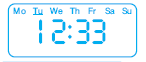 Mo Tu We Th Fr Sa Su
12:33